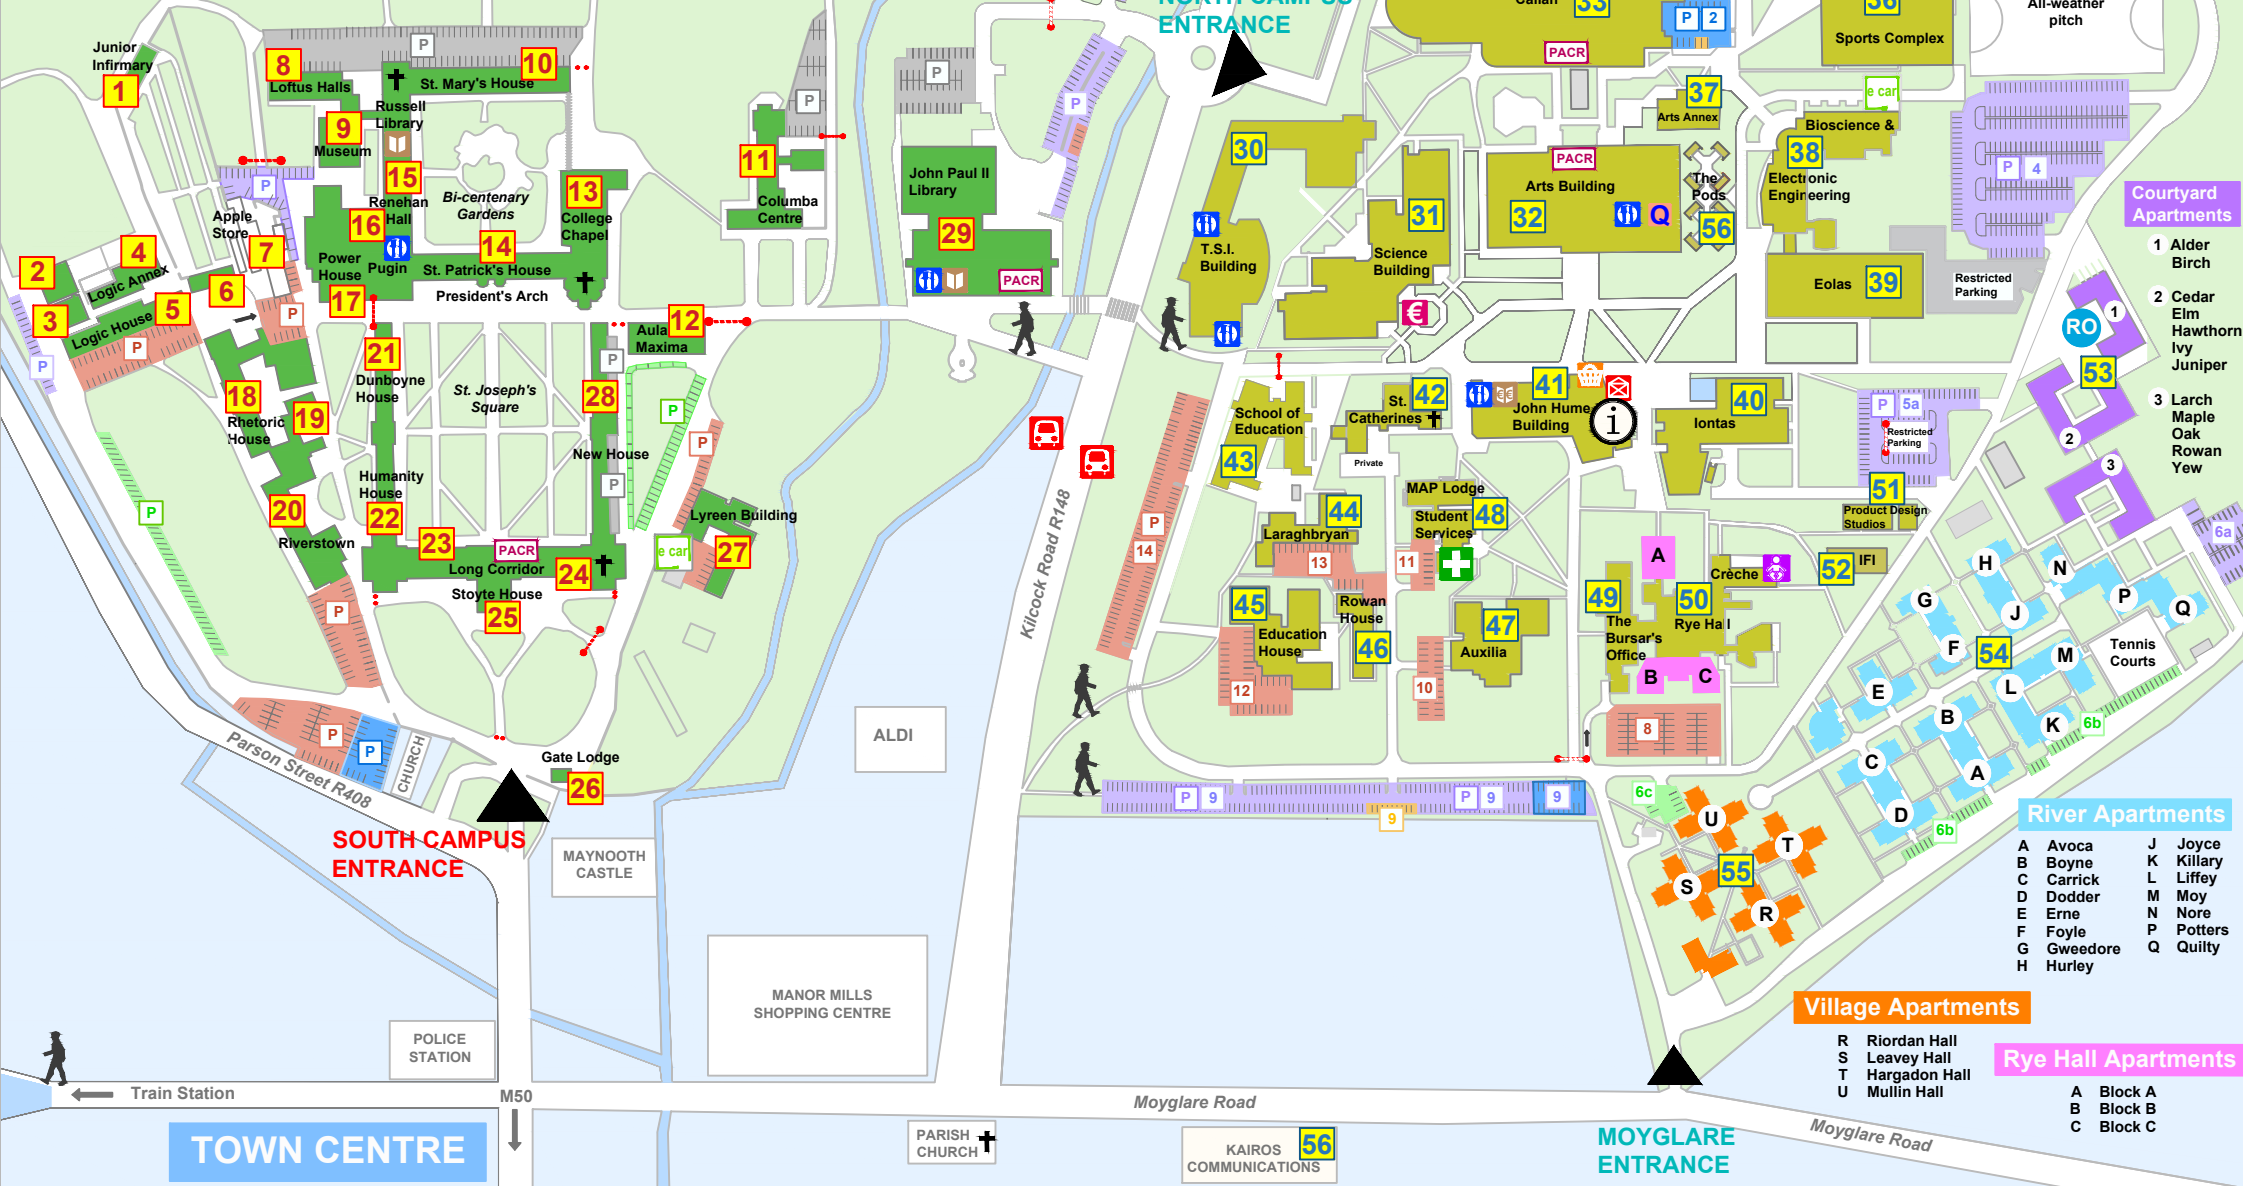 NORTH CAMPUS
ENTRANCE
Callan
33
PACR
P 2
36
Sports Complex
All-weather
pitch
Junior
Infirmary
1
8
Loftus Halls
P
10
St. Mary's House
Russell
Library
9
Museum
15
Renehan
Hall
16
Bi-centenary
Gardens
13
College
Chapel
14
St. Patrick's House
President's Arch
Power
House
Pugin
17
P
Apple
Store
7
4
2
Logic Annex
6
5
3
Logic House
P
P
P
11
Columba
Centre
P
P
P
John Paul II
Library
29
PACR
12
Aula
Maxima
21
Dunboyne
House
St. Joseph's
Square
28
P
P
New House
P
P
18
19
Rhetoric
House
20
Riverstown
Humanity
House
22
23
PACR
Long Corridor
24
Stoyte House
25
Lyreen Building
27
e car
P
P
P
P
CHURCH
Parson Street R408
Gate Lodge
26
SOUTH CAMPUS
ENTRANCE
MAYNOOTH
CASTLE
ALDI
MANOR MILLS
SHOPPING CENTRE
POLICE
STATION
Train Station
M50
TOWN CENTRE
PARISH
CHURCH
KAIROS
COMMUNICATIONS
56
Moyglare Road
Moyglare Road
MOYGLARE
ENTRANCE
Kilcock Road R148
30
T.S.I.
Building
31
Science
Building
€
PACR
Arts Building
32
Q
37
Arts Annex
The
Pods
56
e car
Bioscience &
38
Electronic
Engineering
Eolas
39
Restricted
Parking
P 4
School of
Education
43
St.
Catherines
42
Private
41
John Hume
Building
i
40
Iontas
P 5a
Restricted
Parking
51
Product Design
Studios
52
IFI
P
14
44
Laraghbryan
13
MAP Lodge
Student
Services
48
11
45
Education
House
12
Rowan
House
46
10
47
Auxilia
A
49
The
Bursar's
Office
50
Rye Hall
B
C
Crèche
8
P 9
P 9
9
9
6c
6b
6b
6a
RO
1
53
2
3
H
N
G
J
P
Q
F
54
M
Tennis
Courts
E
L
B
K
C
A
D
U
T
55
S
R
Courtyard
Apartments
1 Alder
Birch
2 Cedar
Elm
Hawthorn
Ivy
Juniper
3 Larch
Maple
Oak
Rowan
Yew
River Apartments
A Avoca
B Boyne
C Carrick
D Dodder
E Erne
F Foyle
G Gweedore
H Hurley
J Joyce
K Killary
L Liffey
M Moy
N Nore
P Potters
Q Quilty
Village Apartments
R Riordan Hall
S Leavey Hall
T Hargadon Hall
U Mullin Hall
Rye Hall Apartments
A Block A
B Block B
C Block C